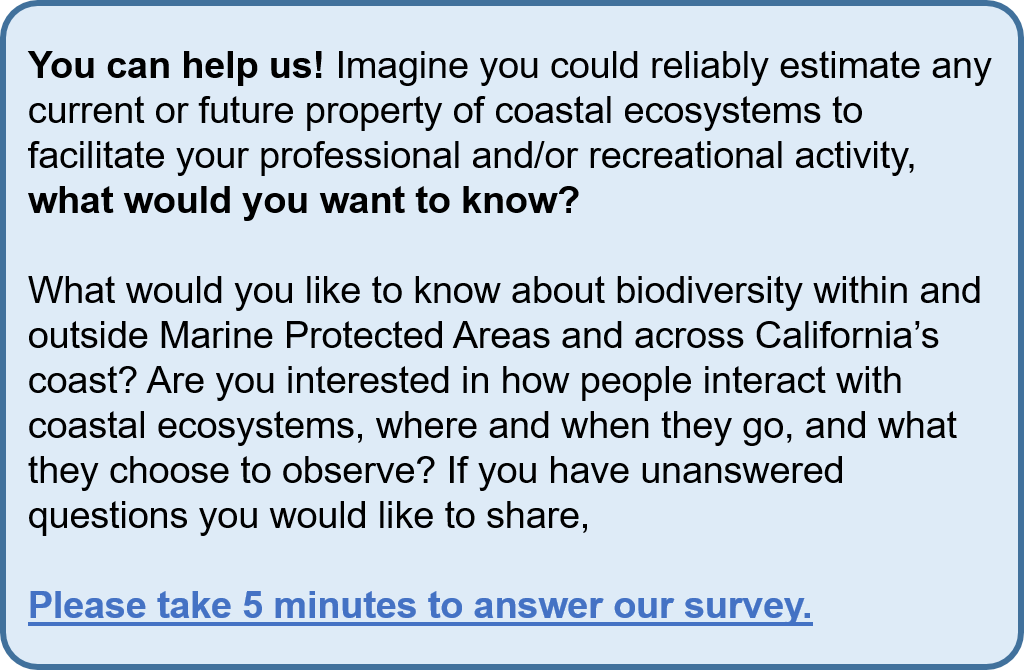 You can help us! Imagine you could reliably estimate any
current or future property of coastal ecosystems to
facilitate your professional and/or recreational activity,
what would you want to know?
What would you like to know about biodiversity within and
outside Marine Protected Areas and across California’s
coast? Are you interested in how people interact with
coastal ecosystems, where and when they go, and what
they choose to observe? If you have unanswered
questions you would like to share,
Please take 5 minutes to answer our survey.